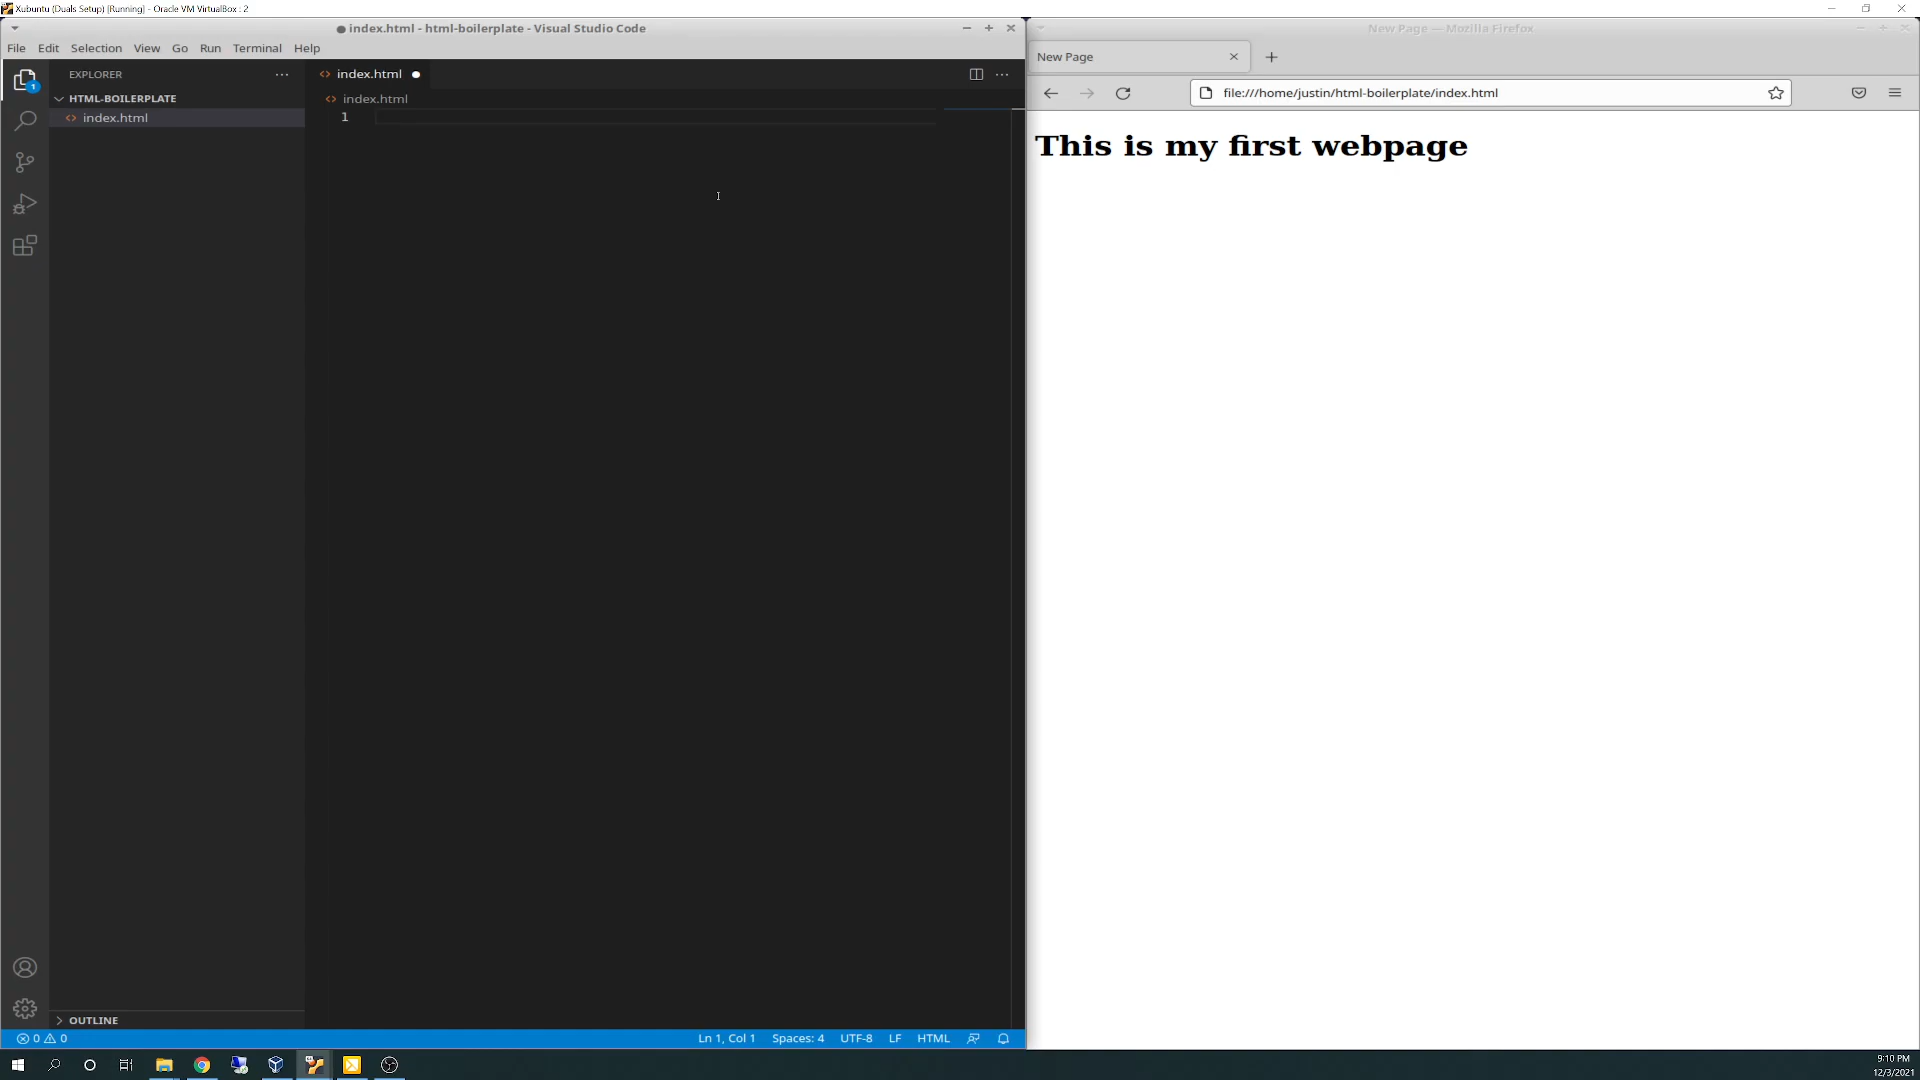 Xubuntu (Duals Setup) [Running] - Oracle VM VirtualBox : 2
index.html - html-boilerplate - Visual Studio Code
New Page — Mozilla Firefox
File Edit Selection View Go Run Terminal Help
EXPLORER
index.html
New Page
HTML-BOILERPLATE
index.html
file:///home/justin/html-boilerplate/index.html
1
index.html
1
This is my first webpage
OUTLINE
0 0
Ln 1, Col 1 Spaces: 4 UTF-8 LF HTML
9:10 PM
12/3/2021